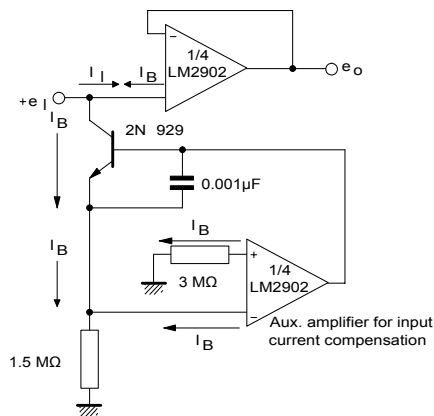 1/4
LM2902
I I
I B
e o
+e I
I B
2N 929
0.001µF
I B
I B
1/4
LM2902
3 MΩ
I B
Aux. amplifier for input
current compensation
1.5 MΩ